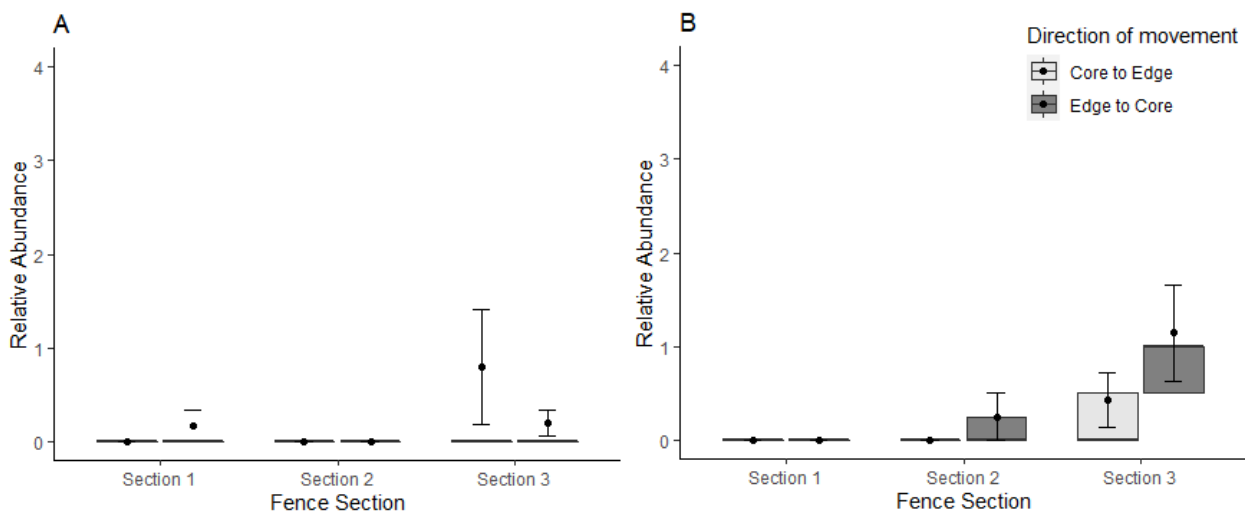 A
Relative Abundance
4
3
2
1
0
Section 1 Section 2 Section 3
Fence Section
B
Direction of movement
Core to Edge
Edge to Core
Relative Abundance
4
3
2
1
0
Section 1 Section 2 Section 3
Fence Section